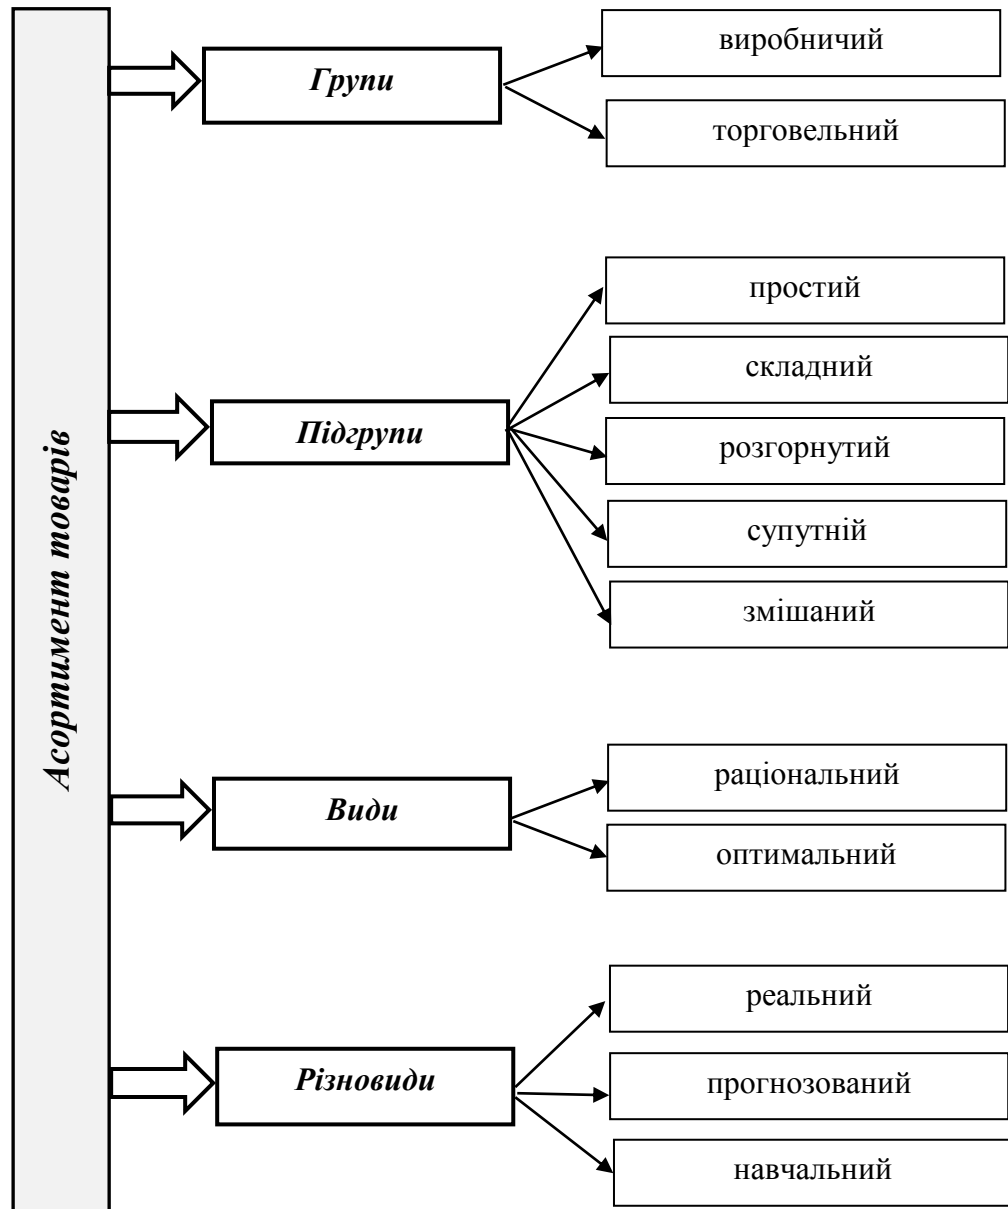 Асортимент товарів
Групи
виробничий
торговельний
Підгрупи
простий
складний
розгорнутий
супутній
змішаний
Види
раціональний
оптимальний
Різновиди
реальний
прогнозований
навчальний